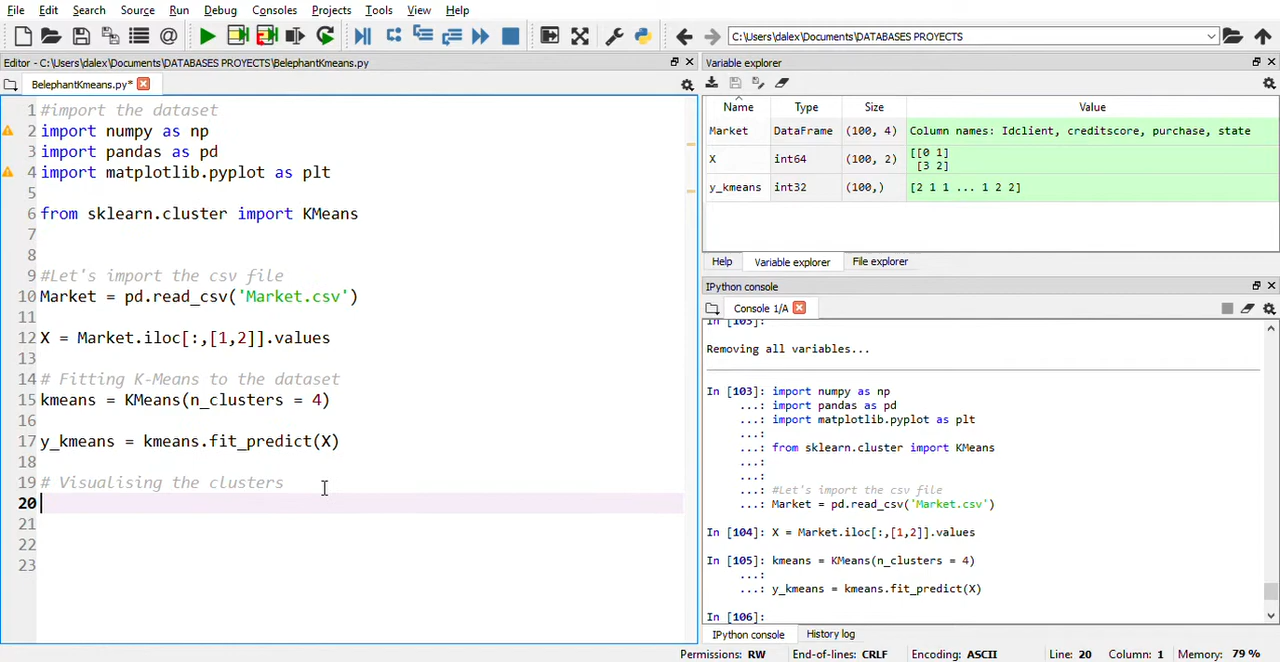 File Edit Search Source Run Debug Consoles Projects Tools View Help
C:\Users\dalex\Documents\DATABASES PROYECTS
Editor - C:\Users\dalex\Documents\DATABASES PROYECTS\BelephantKmeans.py
BelephantKmeans.py*
1 #import the dataset
2 import numpy as np
3 import pandas as pd
4 import matplotlib.pyplot as plt
5
6 from sklearn.cluster import KMeans
7
8
9 #Let's import the csv file
10 Market = pd.read_csv('Market.csv')
11
12 X = Market.iloc[:,[1,2]].values
13
14 # Fitting K-Means to the dataset
15 kmeans = KMeans(n_clusters = 4)
16
17 y_kmeans = kmeans.fit_predict(X)
18
19 # Visualising the clusters
20
21
22
23
Variable explorer
Name Type Size Value
Market DataFrame (100, 4) Column names: Idclient, creditscore, purchase, state
X int64 (100, 2) [[0 1]
[3 2]
y_kmeans int32 (100,) [2 1 1 ... 1 2 2]
Help Variable explorer File explorer
IPython console
Console 1/A
In [103]:
Removing all variables...
In [103]: import numpy as np
...: import pandas as pd
...: import matplotlib.pyplot as plt
...:
...: from sklearn.cluster import KMeans
...:
...:
...: #Let's import the csv file
...: Market = pd.read_csv('Market.csv')
In [104]: X = Market.iloc[:,[1,2]].values
In [105]: kmeans = KMeans(n_clusters = 4)
...:
...: y_kmeans = kmeans.fit_predict(X)
In [106]:
IPython console History log
Permissions: RW End-of-lines: CRLF Encoding: ASCII Line: 20 Column: 1 Memory: 79 %